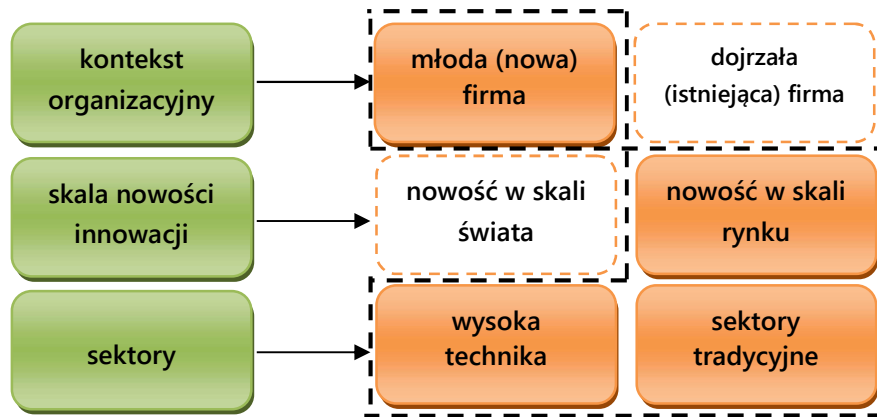 kontekst
organizacyjny
młoda (nowa)
firma
dojrzała
(istniejąca) firma
skala nowości
innowacji
nowość w skali
świata
nowość w skali
rynku
sektory
wysoka
technika
sektory
tradycyjne